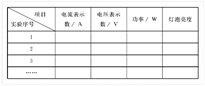 项目
实验序号
电流表示
数/ A
电压表示
数/ V
功率/ W
灯泡亮度
1
2
3
……